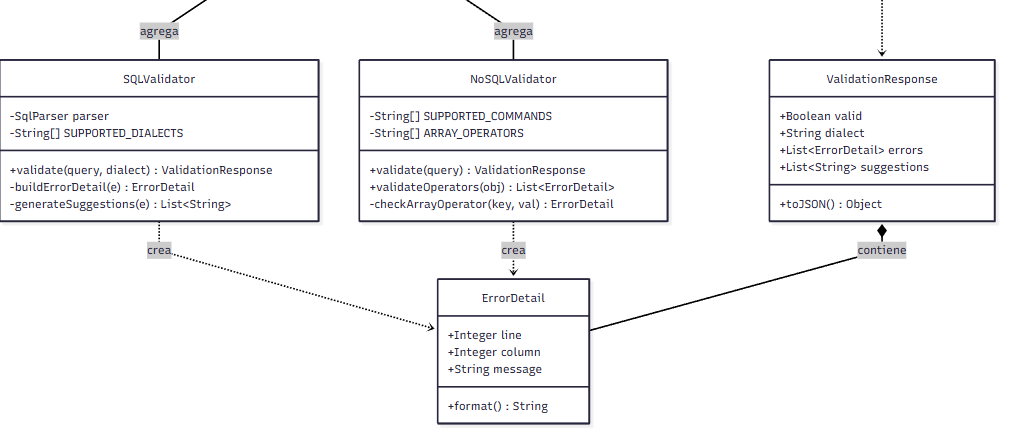 agrega
agrega
SQLValidator
-SqlParser parser
-String[] SUPPORTED_DIALECTS
+validate(query, dialect) : ValidationResponse
-buildErrorDetail(e) : ErrorDetail
-generateSuggestions(e) : List<String>
NoSQLValidator
-String[] SUPPORTED_COMMANDS
-String[] ARRAY_OPERATORS
+validate(query) : ValidationResponse
+validateOperators(obj) : List<ErrorDetail>
-checkArrayOperator(key, val) : ErrorDetail
ValidationResponse
+Boolean valid
+String dialect
+List<ErrorDetail> errors
+List<String> suggestions
+toJSON() : Object
crea
crea
contiene
ErrorDetail
+Integer line
+Integer column
+String message
+format() : String